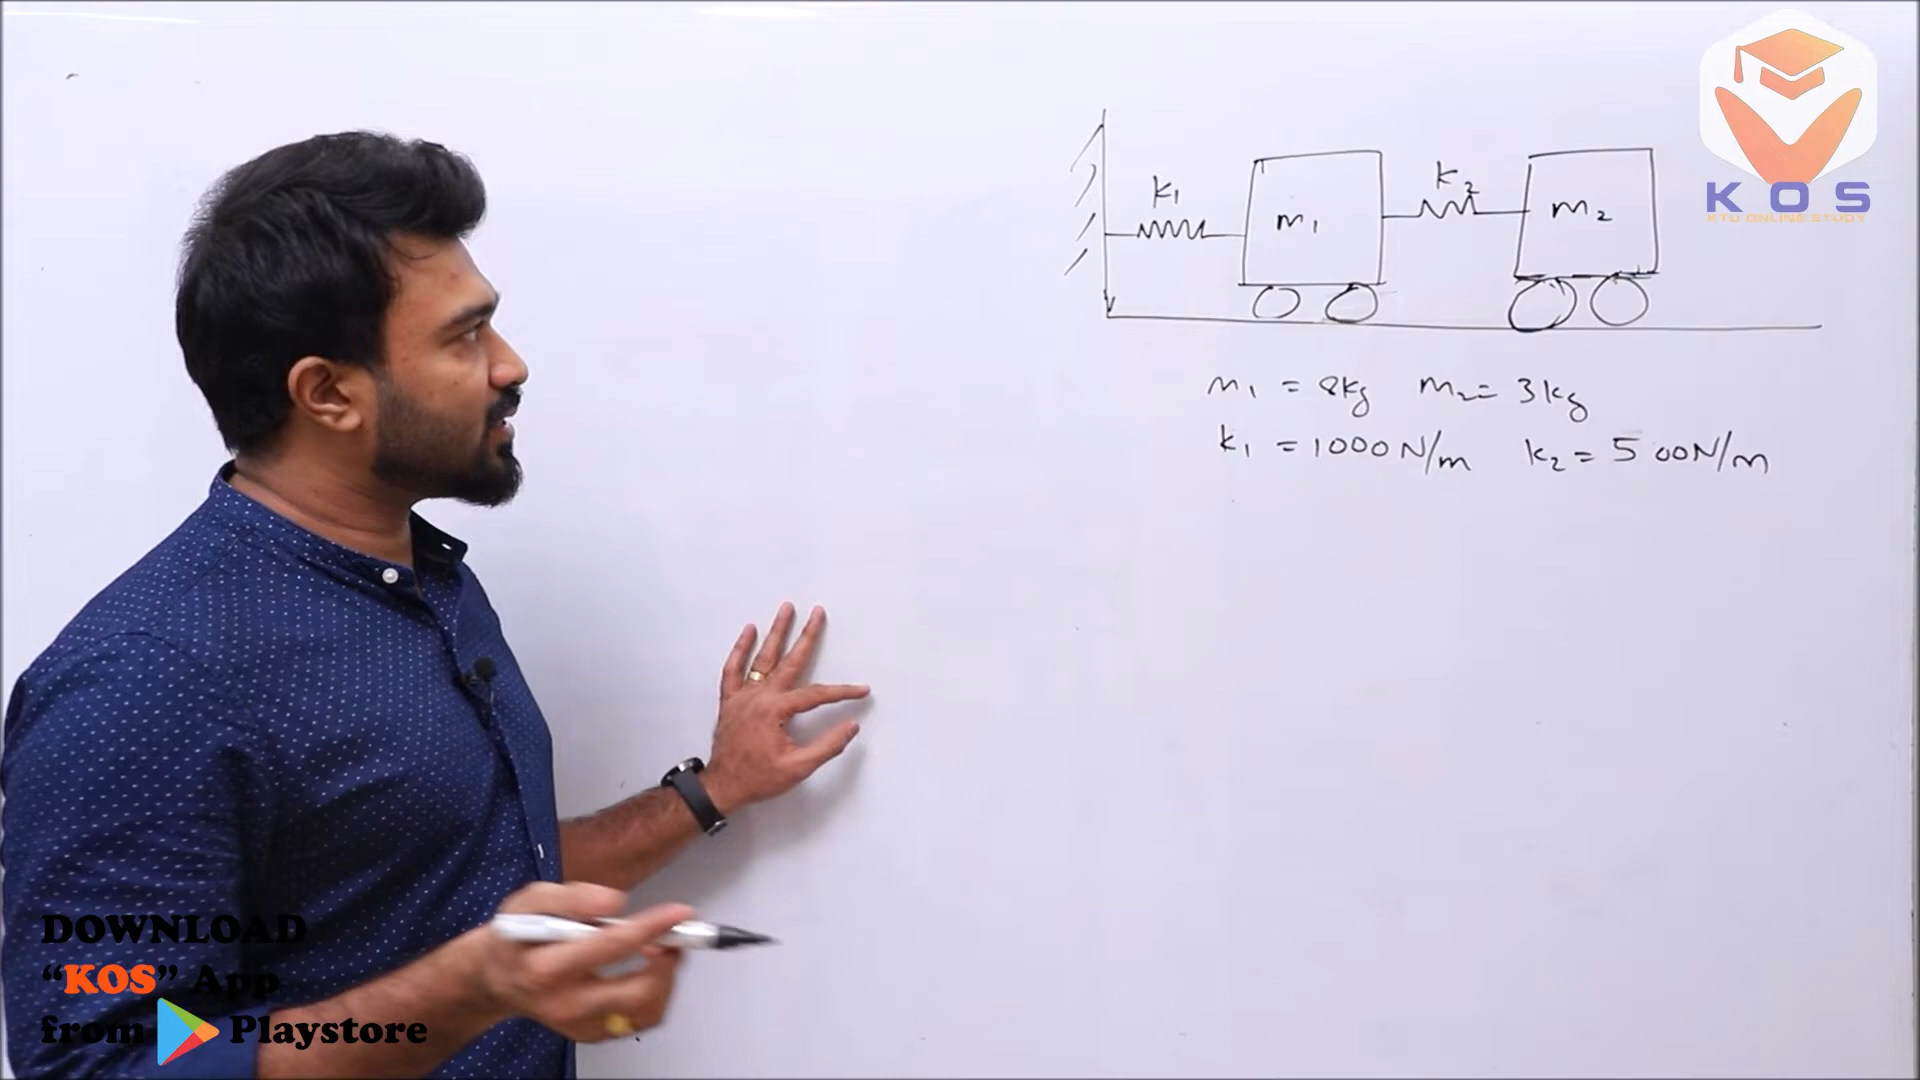 K O S
KTU ONLINE STUDY
k₁ m₁ k₂ m₂
m₁ = 8kg m₂ = 3kg
k₁ = 1000 N/m k₂ = 500 N/m
DOWNLOAD
“KOS” App
from Playstore